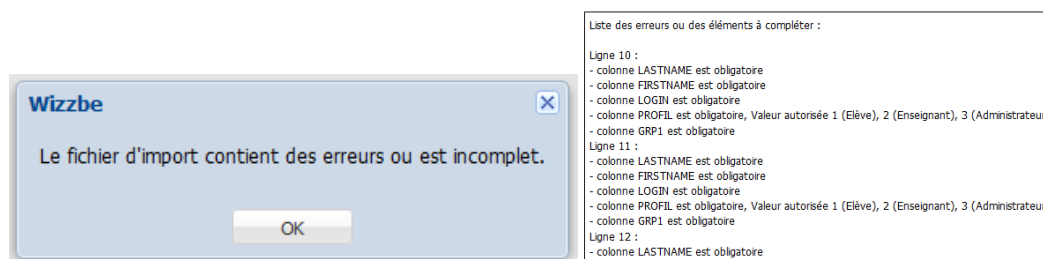 Wizzbe
Le fichier d'import contient des erreurs ou est incomplet.
OK
Liste des erreurs ou des éléments à compléter :
Ligne 10 :
- colonne LASTNAME est obligatoire
- colonne FIRSTNAME est obligatoire
- colonne LOGIN est obligatoire
- colonne PROFIL est obligatoire, Valeur autorisée 1 (Elève), 2 (Enseignant), 3 (Administrateur
- colonne GRP1 est obligatoire
Ligne 11 :
- colonne LASTNAME est obligatoire
- colonne FIRSTNAME est obligatoire
- colonne LOGIN est obligatoire
- colonne PROFIL est obligatoire, Valeur autorisée 1 (Elève), 2 (Enseignant), 3 (Administrateur
- colonne GRP1 est obligatoire
Ligne 12 :
- colonne LASTNAME est obligatoire